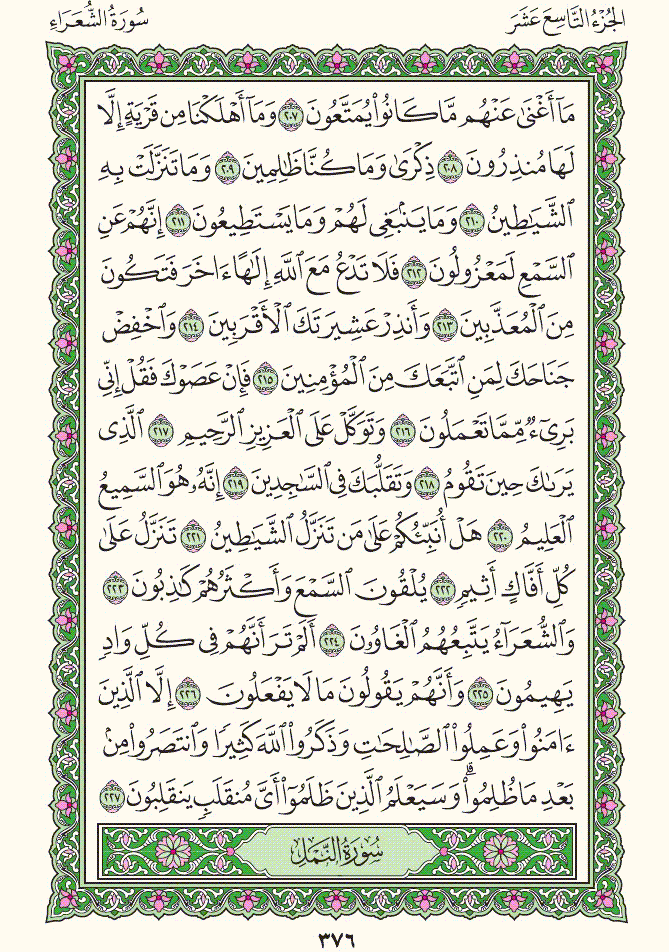 الجُزْءُ التَّاسِعَ عَشَرَ
سُورَةُ الشُّعَرَاءِ
مَآ أَغْنَىٰ عَنْهُم مَّا كَانُوا۟ يُمَتَّعُونَ ٢٠٧ وَمَآ أَهْلَكْنَا مِن قَرْيَةٍ إِلَّا
لَهَا مُنذِرُونَ ٢٠٨ ذِكْرَىٰ وَمَا كُنَّا ظَٰلِمِينَ ٢٠٩ وَمَا تَنَزَّلَتْ بِهِ
ٱلشَّيَٰطِينُ ٢١٠ وَمَا يَنۢبَغِى لَهُمْ وَمَا يَسْتَطِيعُونَ ٢١١ إِنَّهُمْ عَنِ
ٱلسَّمْعِ لَمَعْزُولُونَ ٢١٢ فَلَا تَدْعُ مَعَ ٱللَّهِ إِلَٰهًا ءَاخَرَ فَتَكُونَ
مِنَ ٱلْمُعَذَّبِينَ ٢١٣ وَأَنذِرْ عَشِيرَتَكَ ٱلْأَقْرَبِينَ ٢١٤ وَٱخْفِضْ
جَنَاحَكَ لِمَنِ ٱتَّبَعَكَ مِنَ ٱلْمُؤْمِنِينَ ٢١٥ فَإِنْ عَصَوْكَ فَقُلْ إِنِّى
بَرِىٓءٌ مِّمَّا تَعْمَلُونَ ٢١٦ وَتَوَكَّلْ عَلَى ٱلْعَزِيزِ ٱلرَّحِيمِ ٢١٧ ٱلَّذِى
يَرَىٰكَ حِينَ تَقُومُ ٢١٨ وَتَقَلُّبَكَ فِى ٱلسَّٰجِدِينَ ٢١٩ إِنَّهُۥ هُوَ ٱلسَّمِيعُ
ٱلْعَلِيمُ ٢٢٠ هَلْ أُنَبِّئُكُمْ عَلَىٰ مَن تَنَزَّلُ ٱلشَّيَٰطِينُ ٢٢١ تَنَزَّلُ عَلَىٰ
كُلِّ أَفَّاكٍ أَثِيمٍ ٢٢٢ يُلْقُونَ ٱلسَّمْعَ وَأَكْثَرُهُمْ كَٰذِبُونَ ٢٢٣
وَٱلشُّعَرَآءُ يَتَّبِعُهُمُ ٱلْغَاوُۥنَ ٢٢٤ أَلَمْ تَرَ أَنَّهُمْ فِى كُلِّ وَادٍ
يَهِيمُونَ ٢٢٥ وَأَنَّهُمْ يَقُولُونَ مَا لَا يَفْعَلُونَ ٢٢٦ إِلَّا ٱلَّذِينَ
ءَامَنُوا۟ وَعَمِلُوا۟ ٱلصَّٰلِحَٰتِ وَذَكَرُوا۟ ٱللَّهَ كَثِيرًا وَٱنتَصَرُوا۟ مِنۢ
بَعْدِ مَا ظُلِمُوا۟ ۗ وَسَيَعْلَمُ ٱلَّذِينَ ظَلَمُوٓا۟ أَىَّ مُنقَلَبٍ يَنقَلِبُونَ ٢٢٧
سُورَةُ النَّمْلِ
٣٧٦